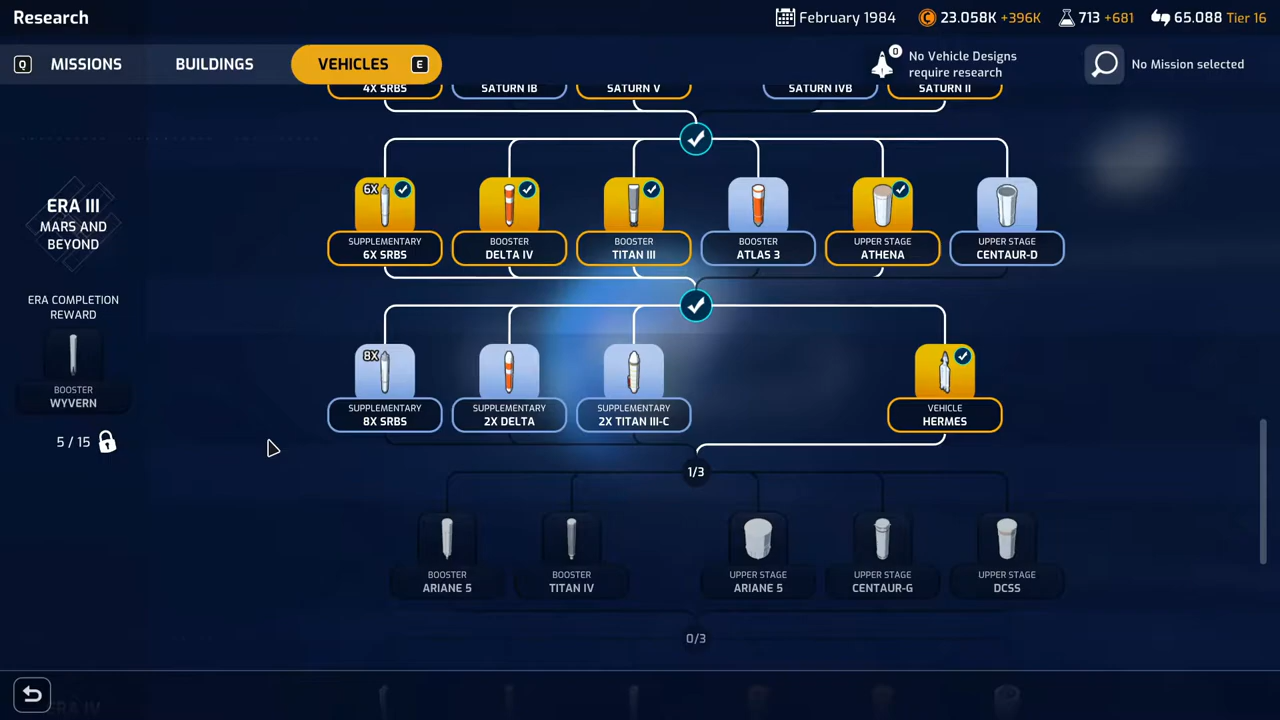 Research
February 1984
23.058K +396K
713 +681
65.088 Tier 16
Q MISSIONS
BUILDINGS
VEHICLES E
0
No Vehicle Designs
require research
No Mission selected
4X SRBS
SATURN IB
SATURN V
SATURN IVB
SATURN II
ERA III
MARS AND
BEYOND
ERA COMPLETION
REWARD
BOOSTER
WYVERN
5 / 15
6X
SUPPLEMENTARY
6X SRBS
BOOSTER
DELTA IV
BOOSTER
TITAN III
BOOSTER
ATLAS 3
UPPER STAGE
ATHENA
UPPER STAGE
CENTAUR-D
8X
SUPPLEMENTARY
8X SRBS
SUPPLEMENTARY
2X DELTA
SUPPLEMENTARY
2X TITAN III-C
VEHICLE
HERMES
1/3
BOOSTER
ARIANE 5
BOOSTER
TITAN IV
UPPER STAGE
ARIANE 5
UPPER STAGE
CENTAUR-G
UPPER STAGE
DCSS
0/3
ERA IV